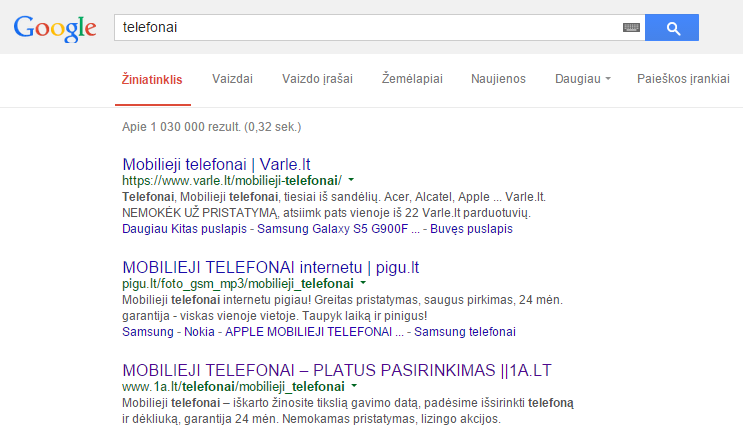 Google
telefonai
Žiniatinklis Vaizdai Vaizdo įrašai Žemėlapiai Naujienos Daugiau Paieškos įrankiai
Apie 1 030 000 rezult. (0,32 sek.)
Mobilieji telefonai | Varle.lt
https://www.varle.lt/mobilieji-telefonai/
Telefonai, Mobilieji telefonai, tiesiai iš sandėlių. Acer, Alcatel, Apple ... Varle.lt.
NEMOKĖK UŽ PRISTATYMĄ, atsiimk pats vienoje iš 22 Varle.lt parduotuvių.
Daugiau Kitas puslapis - Samsung Galaxy S5 G900F ... - Buvęs puslapis
MOBILIEJI TELEFONAI internetu | pigu.lt
pigu.lt/foto_gsm_mp3/mobilieji_telefonai
Mobilieji telefonai internetu pigiau! Greitas pristatymas, saugus pirkimas, 24 mėn.
garantija - viskas vienoje vietoje. Taupyk laiką ir pinigus!
Samsung - Nokia - APPLE MOBILIEJI TELEFONAI ... - Samsung telefonai
MOBILIEJI TELEFONAI – PLATUS PASIRINKIMAS ||1A.LT
www.1a.lt/telefonai/mobilieji_telefonai
Mobilieji telefonai – iškarto žinosite tikslią gavimo datą, padėsime išsirinkti telefoną
ir dėkliuką, garantija 24 mėn. Nemokamas pristatymas, lizingo akcijos.